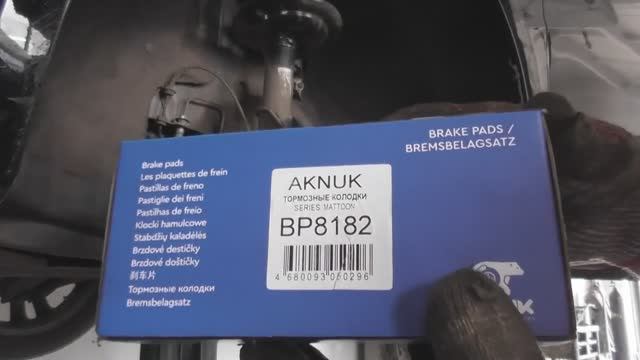 BRAKE PADS /
BREMSBELAGSATZ
Brake pads
Les plaquettes de frein
Pastillas de freno
Pastiglie dei freni
Pastilhas de freio
Klocki hamulcowe
Stabdžių kaladėlės
Brzdové destičky
Brzdové doštičky
刹车片
Тормозные колодки
Bremsbelagsatz
AKNUK
ТОРМОЗНЫЕ КОЛОДКИ
SERIES MATTOON
BP8182
4 680093 050296